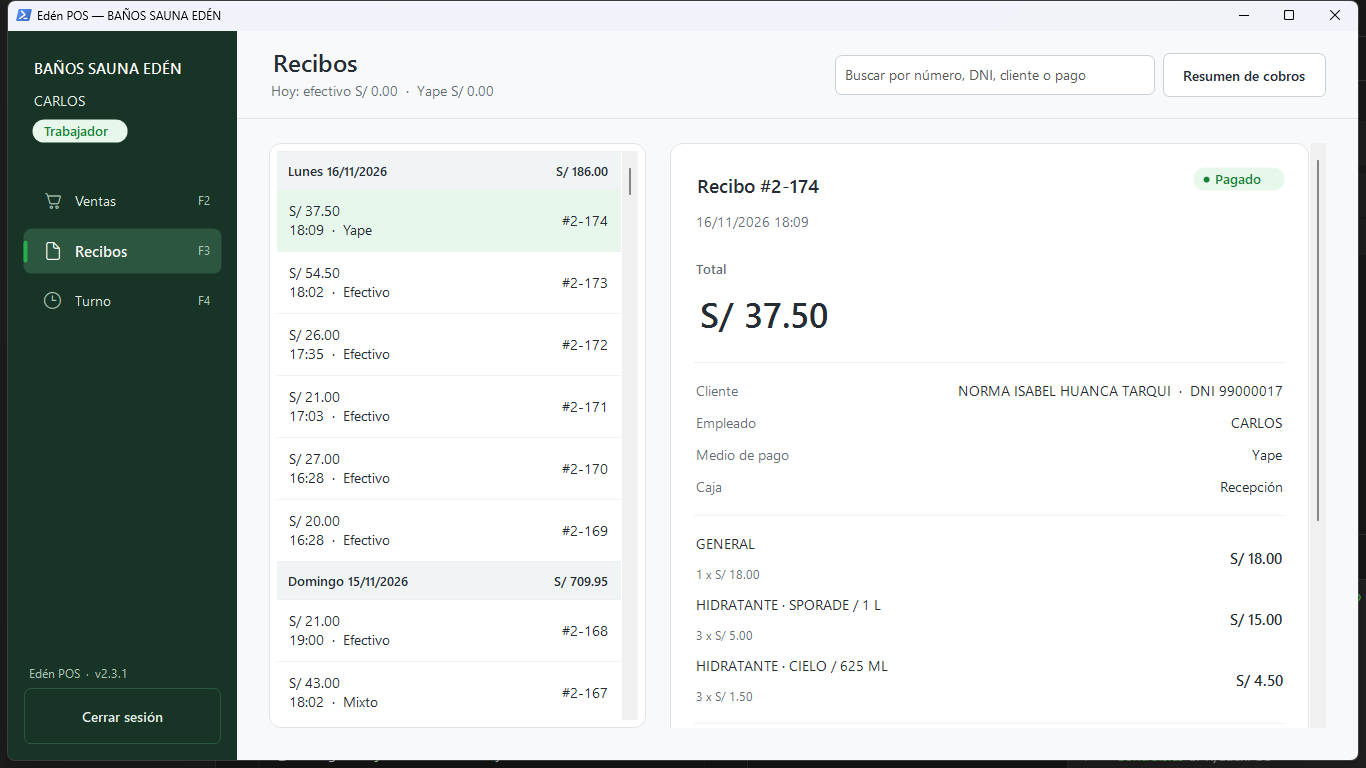 Edén POS — BAÑOS SAUNA EDÉN
BAÑOS SAUNA EDÉN
CARLOS
Trabajador
Ventas F2
Recibos F3
Turno F4
Edén POS · v2.3.1
Cerrar sesión
Recibos
Hoy: efectivo S/ 0.00 · Yape S/ 0.00
Buscar por número, DNI, cliente o pago
Resumen de cobros
Lunes 16/11/2026 S/ 186.00
S/ 37.50
18:09 · Yape
#2-174
S/ 54.50
18:02 · Efectivo
#2-173
S/ 26.00
17:35 · Efectivo
#2-172
S/ 21.00
17:03 · Efectivo
#2-171
S/ 27.00
16:28 · Efectivo
#2-170
S/ 20.00
16:28 · Efectivo
#2-169
Domingo 15/11/2026 S/ 709.95
S/ 21.00
19:00 · Efectivo
#2-168
S/ 43.00
18:02 · Mixto
#2-167
Recibo #2-174
Pagado
16/11/2026 18:09
Total
S/ 37.50
Cliente NORMA ISABEL HUANCA TARQUI · DNI 99000017
Empleado CARLOS
Medio de pago Yape
Caja Recepción
GENERAL
1 x S/ 18.00
S/ 18.00
HIDRATANTE · SPORADE / 1 L
3 x S/ 5.00
S/ 15.00
HIDRATANTE · CIELO / 625 ML
3 x S/ 1.50
S/ 4.50